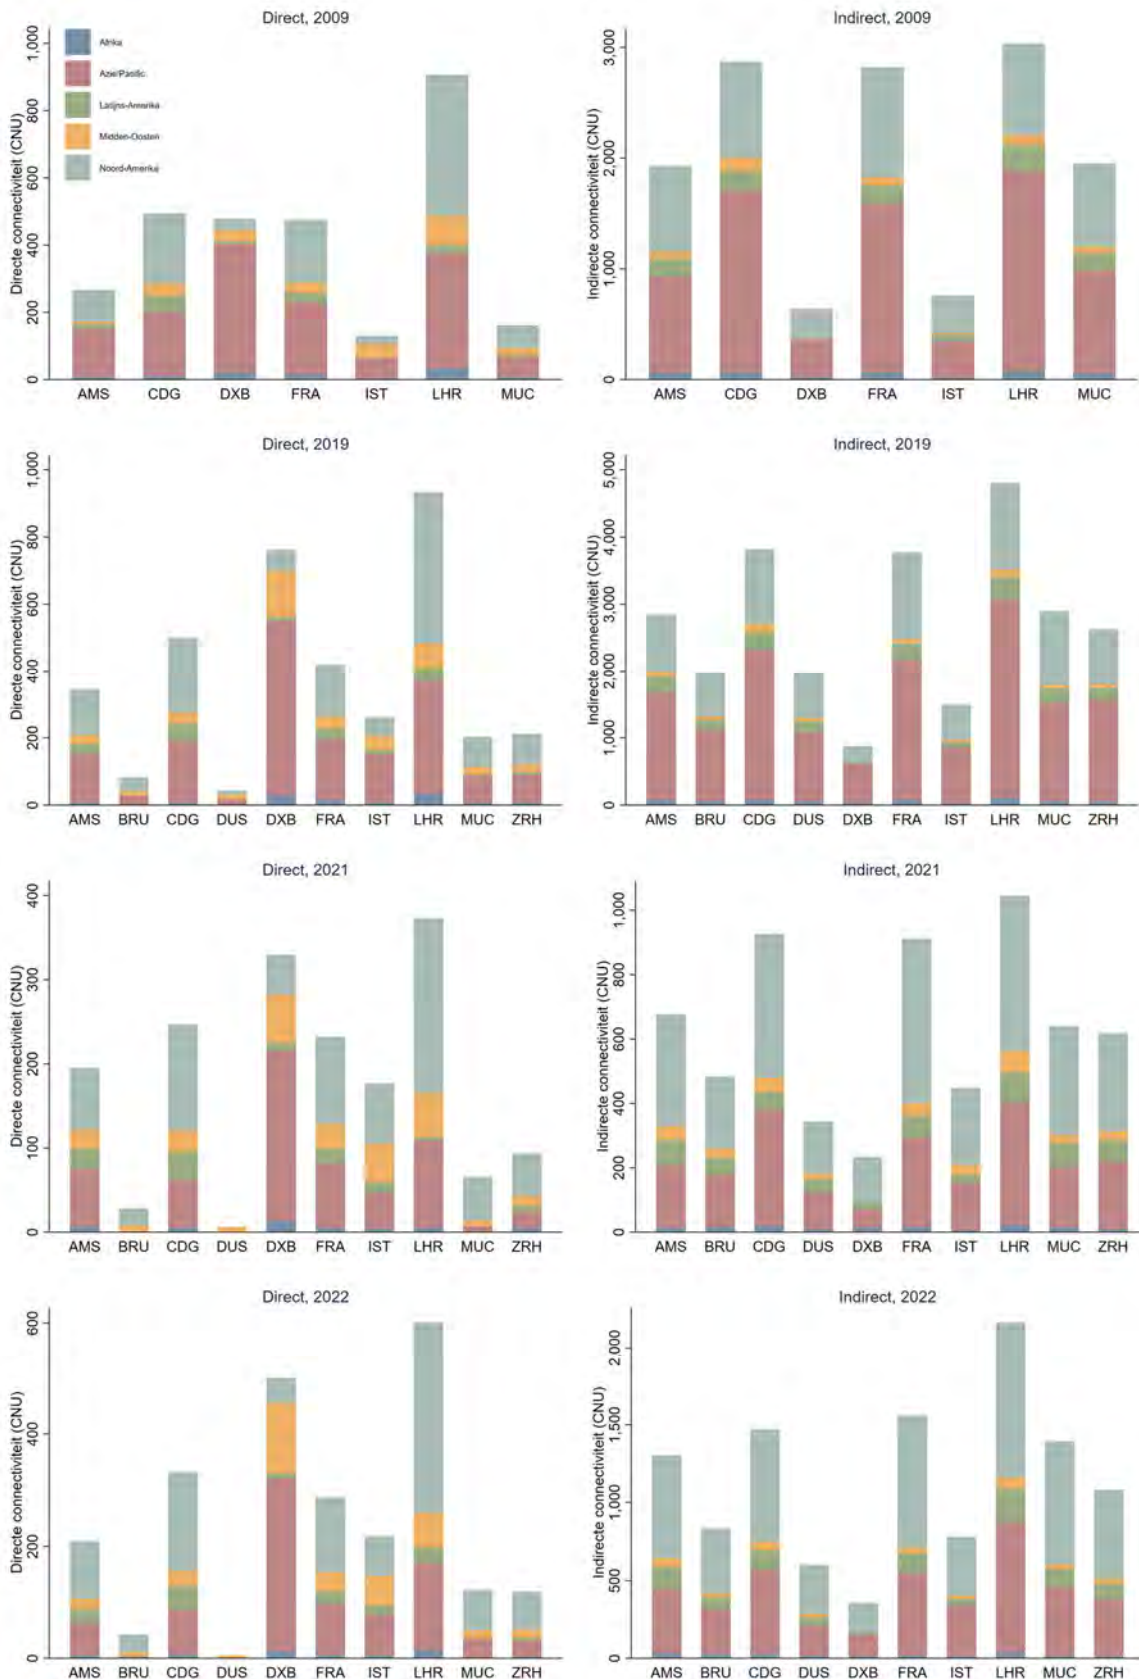 Direct, 2009
Directe connectiviteit (CNU)
1,000
800
600
400
200
0
Afrika
Azië/Pacific
Latijns-Amerika
Midden-Oosten
Noord-Amerika
AMS CDG DXB FRA IST LHR MUC
Indirect, 2009
Indirecte connectiviteit (CNU)
3,000
2,000
1,000
0
AMS CDG DXB FRA IST LHR MUC
Direct, 2019
Directe connectiviteit (CNU)
1,000
800
600
400
200
0
AMS BRU CDG DUS DXB FRA IST LHR MUC ZRH
Indirect, 2019
Indirecte connectiviteit (CNU)
5,000
4,000
3,000
2,000
1,000
0
AMS BRU CDG DUS DXB FRA IST LHR MUC ZRH
Direct, 2021
Directe connectiviteit (CNU)
400
300
200
100
0
AMS BRU CDG DUS DXB FRA IST LHR MUC ZRH
Indirect, 2021
Indirecte connectiviteit (CNU)
1,000
800
600
400
200
0
AMS BRU CDG DUS DXB FRA IST LHR MUC ZRH
Direct, 2022
Directe connectiviteit (CNU)
600
400
200
0
AMS BRU CDG DUS DXB FRA IST LHR MUC ZRH
Indirect, 2022
Indirecte connectiviteit (CNU)
2,000
1,500
1,000
500
0
AMS BRU CDG DUS DXB FRA IST LHR MUC ZRH